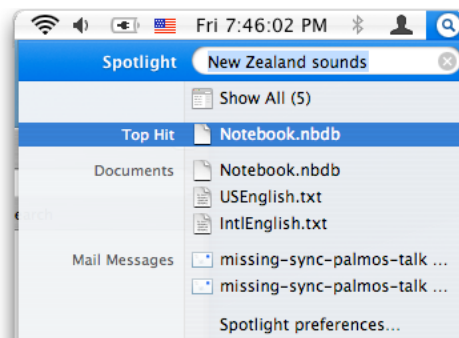 Fri 7:46:02 PM
Spotlight New Zealand sounds
Show All (5)
Top Hit Notebook.nbdb
Documents Notebook.nbdb
USEnglish.txt
IntlEnglish.txt
Mail Messages missing-sync-palmos-talk ...
missing-sync-palmos-talk ...
Spotlight preferences...